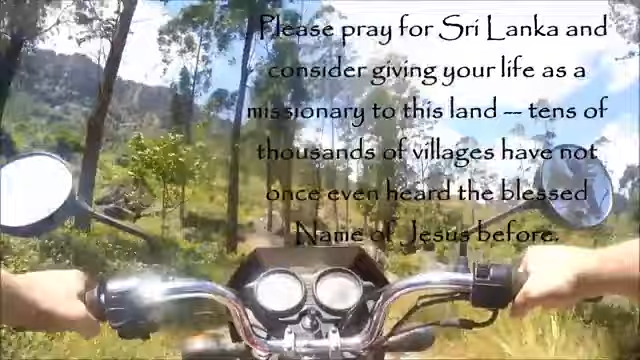 Please pray for Sri Lanka and
consider giving your life as a
missionary to this land -- tens of
thousands of villages have not
once even heard the blessed
Name of Jesus before.